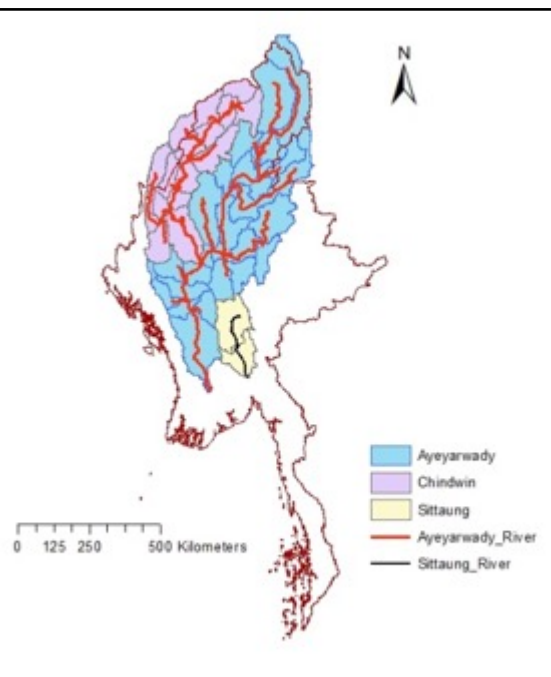 N
Ayeyarwady
Chindwin
Sittaung
Ayeyarwady_River
Sittaung_River
0 125 250 500 Kilometers